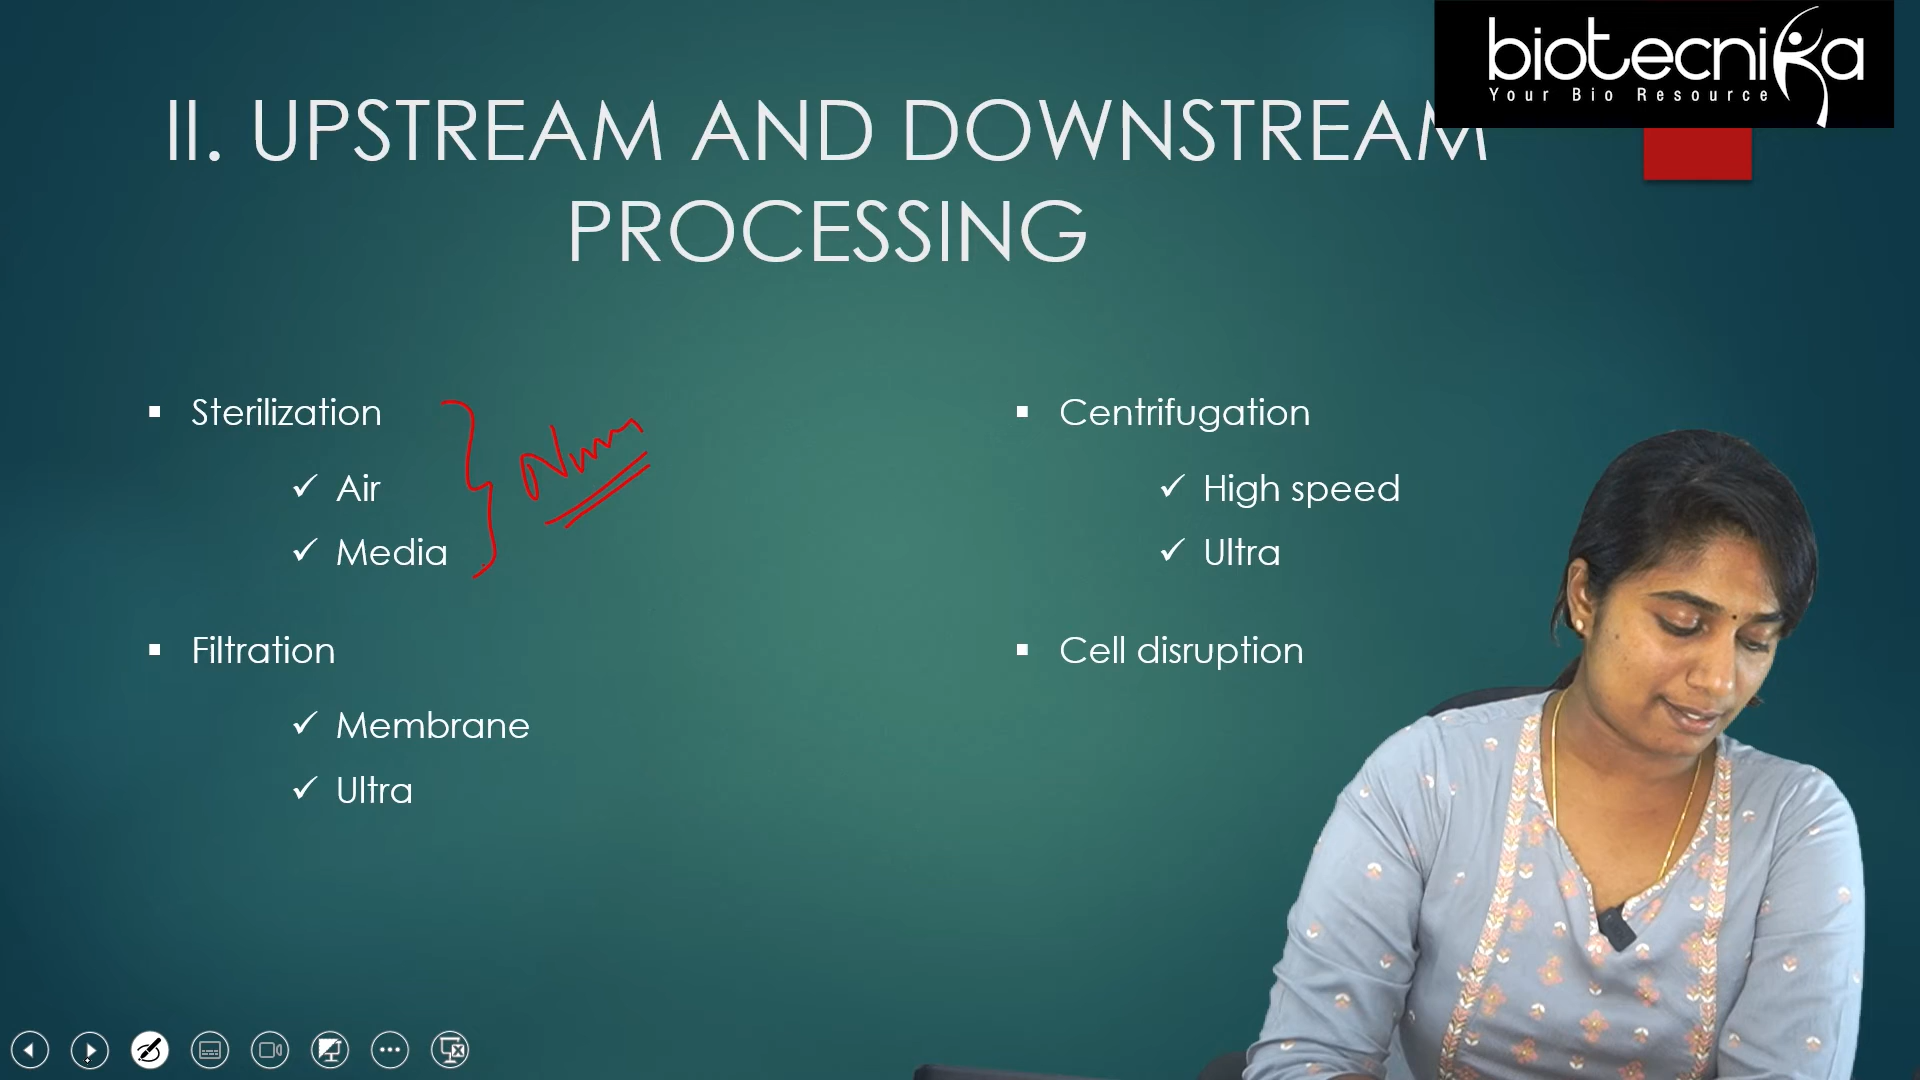 biotecnika
Your Bio Resource
II. UPSTREAM AND DOWNSTREAM
PROCESSING
Sterilization
Air
Media
Filtration
Membrane
Ultra
Centrifugation
High speed
Ultra
Cell disruption